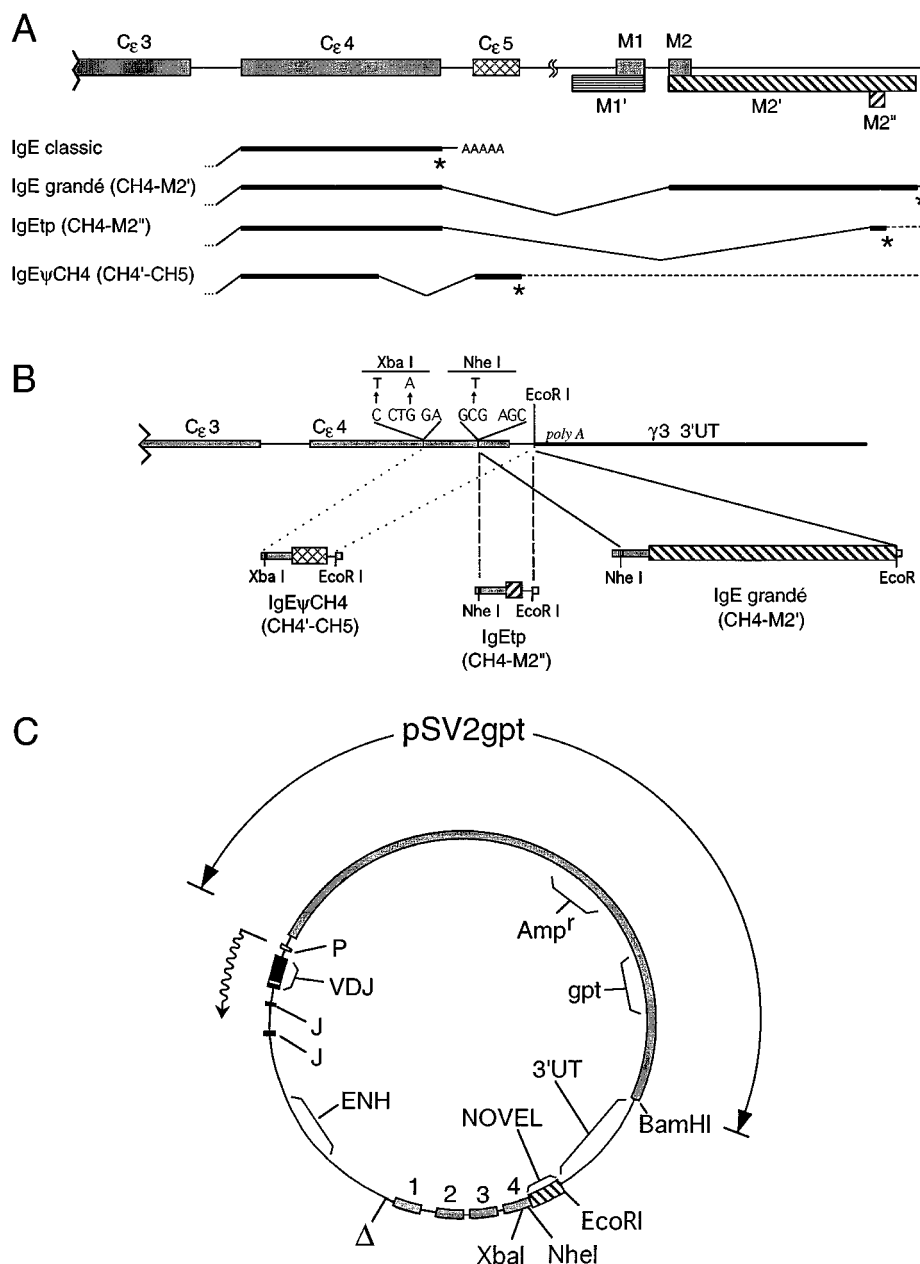 A
Cε3 Cε4 Cε5 M1 M2
M1' M2' M2"
IgE classic AAAAA
*
IgE grandé (CH4-M2')
*
IgEtp (CH4-M2")
*
IgEψCH4 (CH4'-CH5)
*
B
Xba I Nhe I
T A T EcoR I
C CTG GA GCG AGC
Cε3 Cε4 poly A γ3 3'UT
Xba I EcoR I Nhe I EcoR I Nhe I EcoR
IgEψCH4
(CH4'-CH5)
IgEtp
(CH4-M2")
IgE grandé
(CH4-M2')
C
pSV2gpt
Ampr
P
VDJ
gpt
J
J
3'UT
ENH
NOVEL
BamHI
1 2 3 4
Δ
EcoRI
XbaI NheI